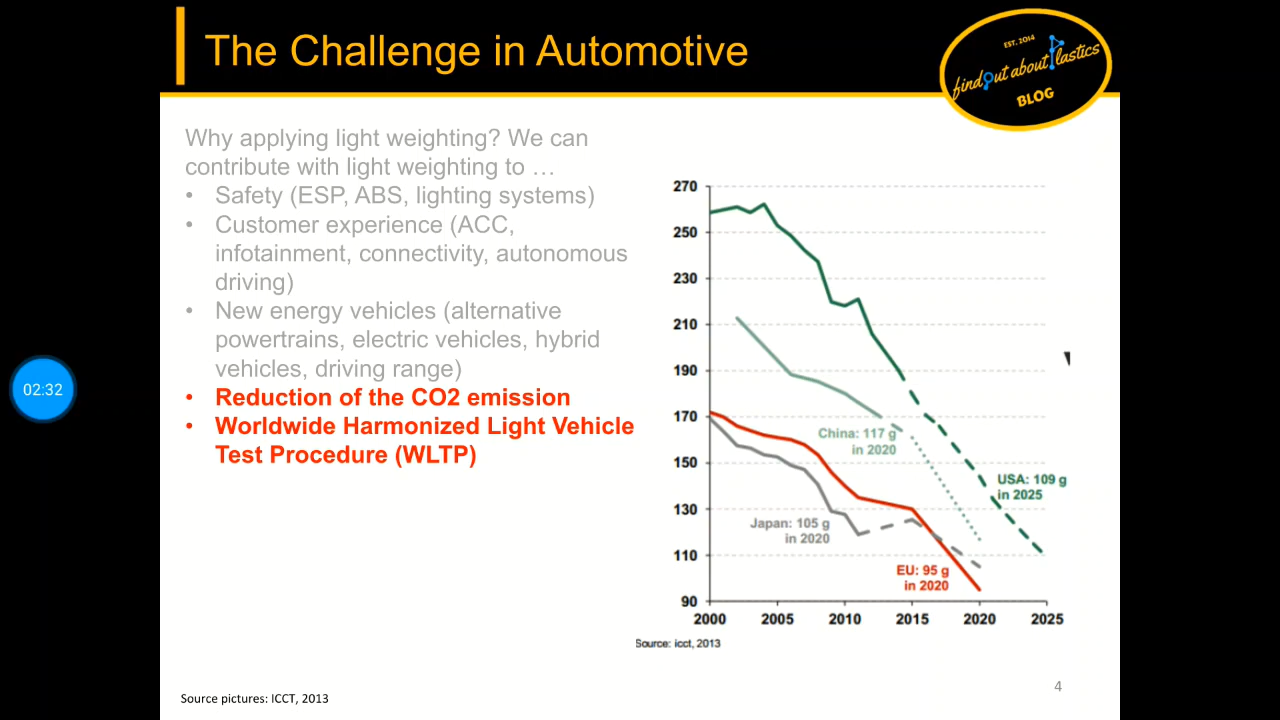 The Challenge in Automotive
EST. 2014
findoutaboutplastics
BLOG
Why applying light weighting? We can
contribute with light weighting to …
• Safety (ESP, ABS, lighting systems)
• Customer experience (ACC,
infotainment, connectivity, autonomous
driving)
• New energy vehicles (alternative
powertrains, electric vehicles, hybrid
vehicles, driving range)
• Reduction of the CO2 emission
• Worldwide Harmonized Light Vehicle
Test Procedure (WLTP)
02:32
270
250
230
210
190
170
150
130
110
90
China: 117 g
in 2020
USA: 109 g
in 2025
Japan: 105 g
in 2020
EU: 95 g
in 2020
2000 2005 2010 2015 2020 2025
Source: icct, 2013
4
Source pictures: ICCT, 2013